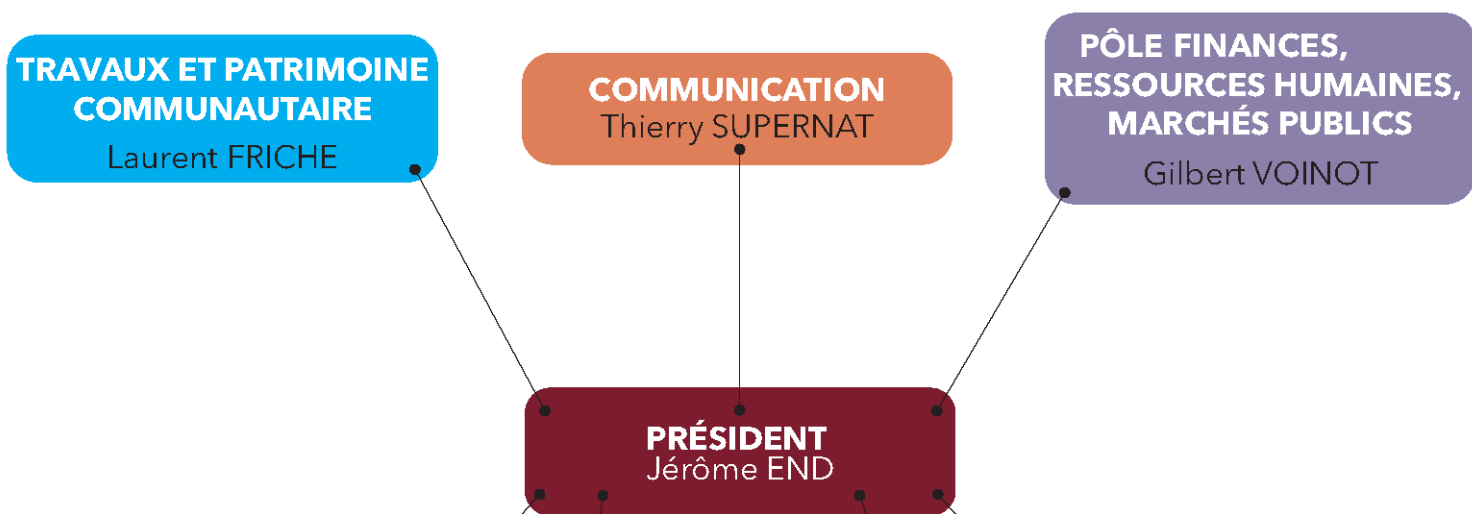 TRAVAUX ET PATRIMOINE
COMMUNAUTAIRE
Laurent FRICHE
COMMUNICATION
Thierry SUPERNAT
PÔLE FINANCES,
RESSOURCES HUMAINES,
MARCHÉS PUBLICS
Gilbert VOINOT
PRÉSIDENT
Jérôme END